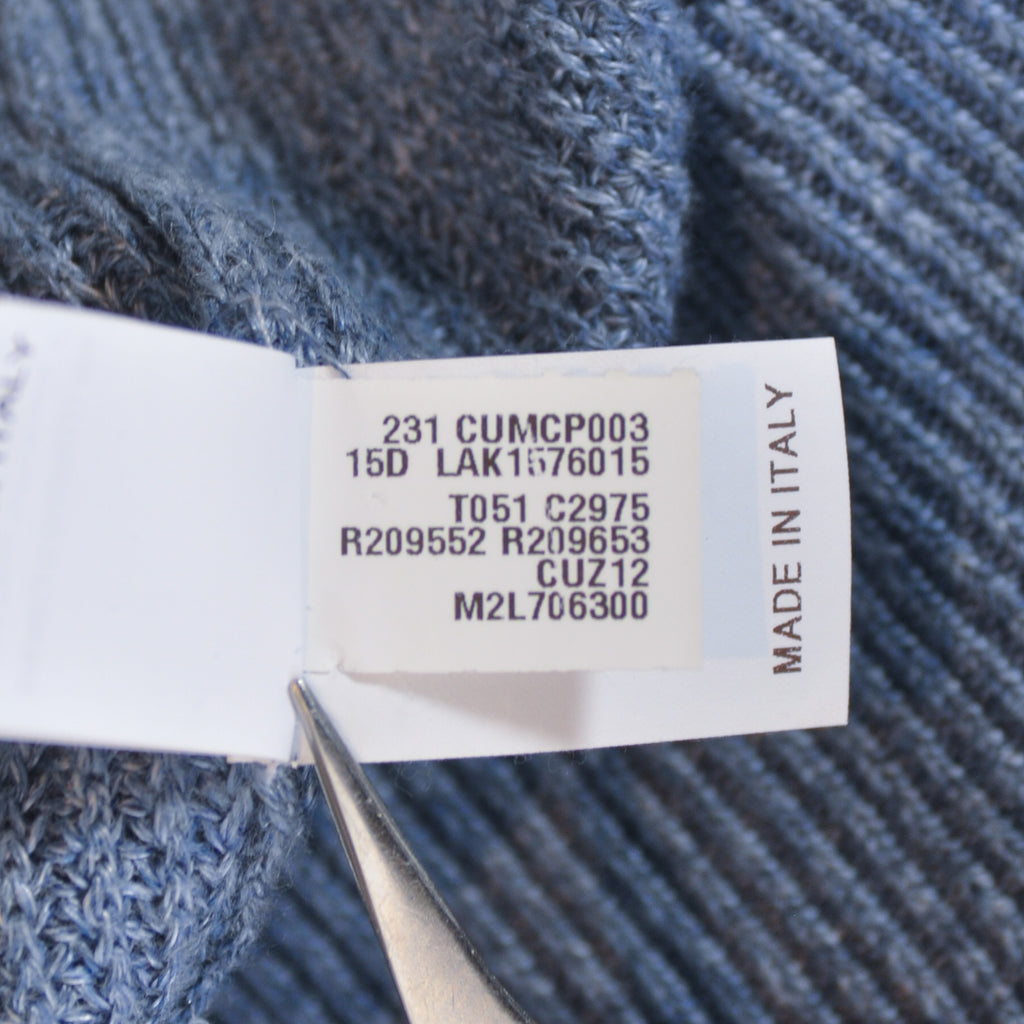 231 CUMCP003
15D LAK1576015
T051 C2975
R209552 R209653
CUZ12
M2L706300
MADE IN ITALY